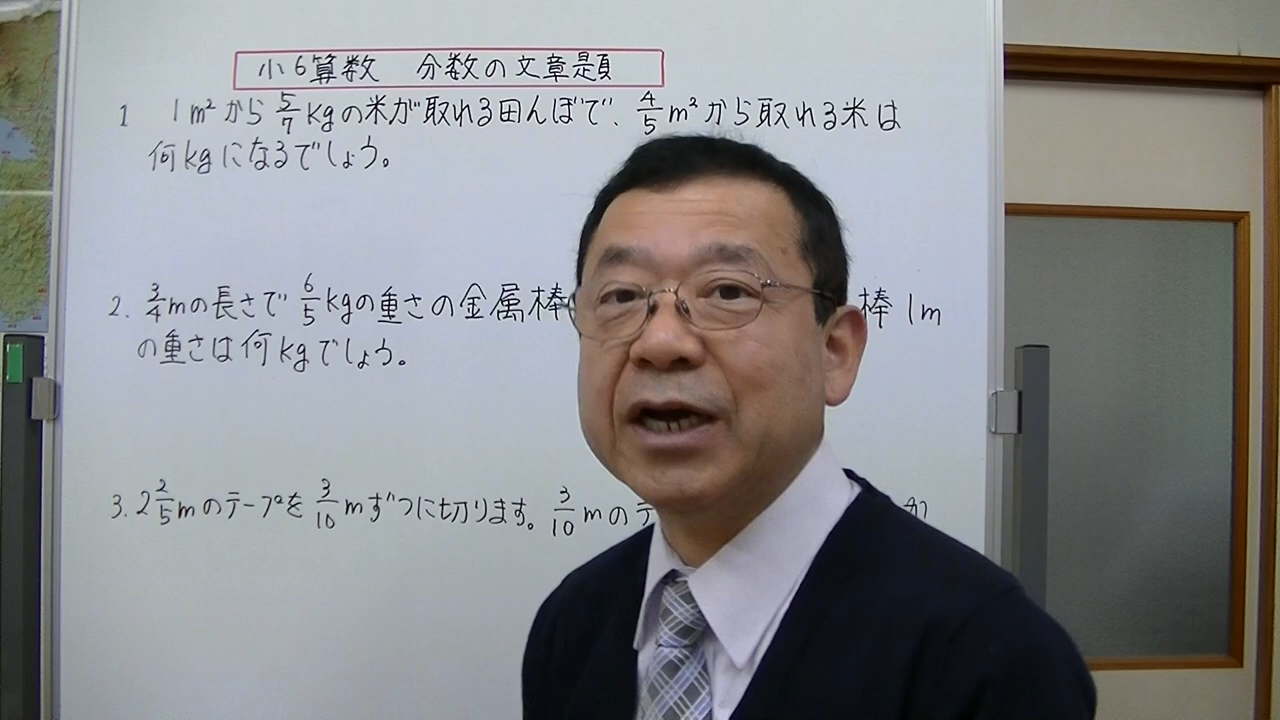 小6算数 分数の文章題
1 1m²から5/7kgの米が取れる田んぼで、4/5m²から取れる米は
何kgになるでしょう。
2. 3/4mの長さで6/5kgの重さの金属棒 棒1m
の重さは何kgでしょう。
3. 2 2/5mのテープを3/10mずつに切ります。3/10mのテ